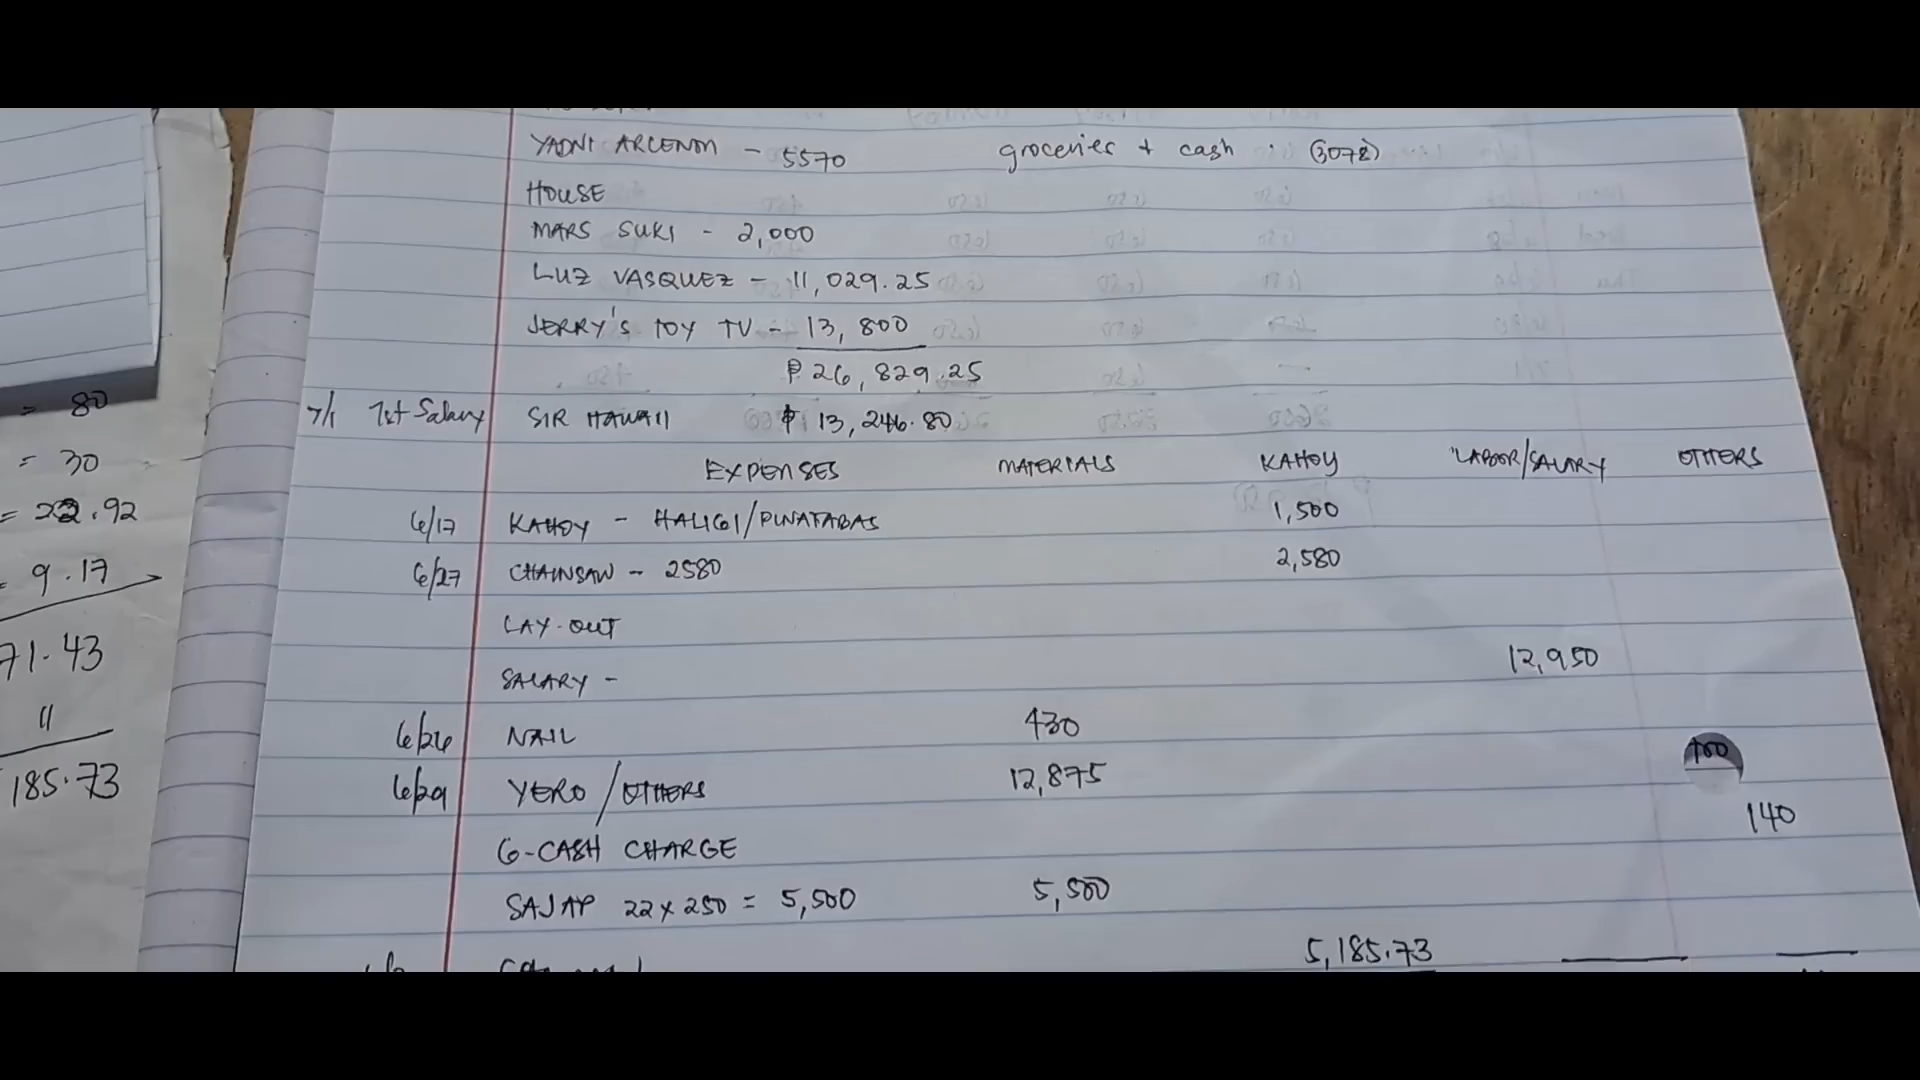 YADNI ARCENON - 5570 groceries + cash : (3072)
HOUSE
MARS SUKI - 2,000
LUZ VASQUEZ - 11,029.25
JERRY'S TOY TV - 13,800
₱ 26,829.25
7/1 1st Salary SIR HAWAII ₱ 13,246.80
EXPENSES MATERIALS KAHOY LABOR/SALARY OTHERS
6/17 KAHOY - HALIGI/PINATABAS 1,500
6/27 CHAINSAW - 2580 2,580
LAY-OUT
SALARY - 12,950
6/26 NAIL 430
6/29 YERO/OTHERS 12,875
G-CASH CHARGE 140
SAJAP 22 x 250 = 5,500 5,500
5,185.73
= 80
= 30
= 22.92
= 9.17
71.43
11
185.73